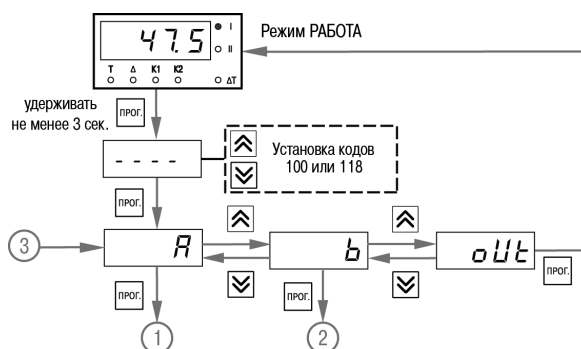 I
47.5
Режим РАБОТА
II
T Δ K1 K2
ΔT
удерживать
не менее 3 сек.
ПРОГ.
- - - -
Установка кодов
100 или 118
ПРОГ.
3
A
b
oUt
ПРОГ.
ПРОГ.
ПРОГ.
1
2